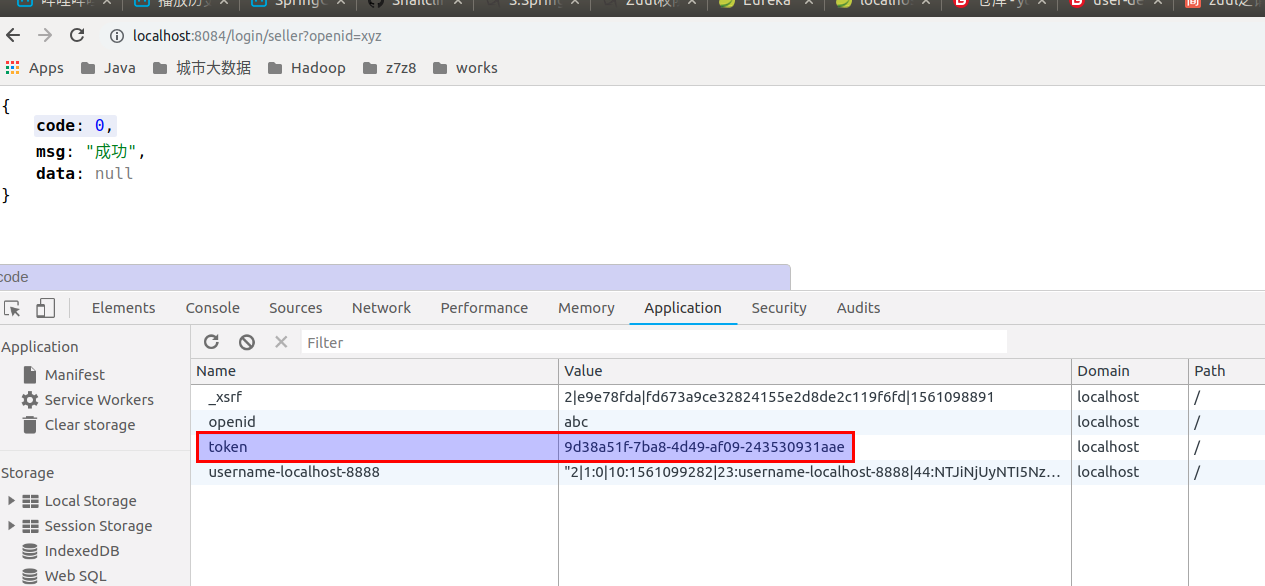 localhost:8084/login/seller?openid=xyz
Apps Java 城市大数据 Hadoop z7z8 works
{
code: 0,
msg: "成功",
data: null
}
code
Elements Console Sources Network Performance Memory Application Security Audits
Application
Filter
Manifest
Service Workers
Clear storage
Storage
Local Storage
Session Storage
IndexedDB
Web SQL
Name Value Domain Path
_xsrf 2|e9e78fda|fd673a9ce32824155e2d8de2c119f6fd|1561098891 localhost /
openid abc localhost /
token 9d38a51f-7ba8-4d49-af09-243530931aae localhost /
username-localhost-8888 "2|1:0|10:1561099282|23:username-localhost-8888|44:NTJiNjUyNTI5Nz… localhost /